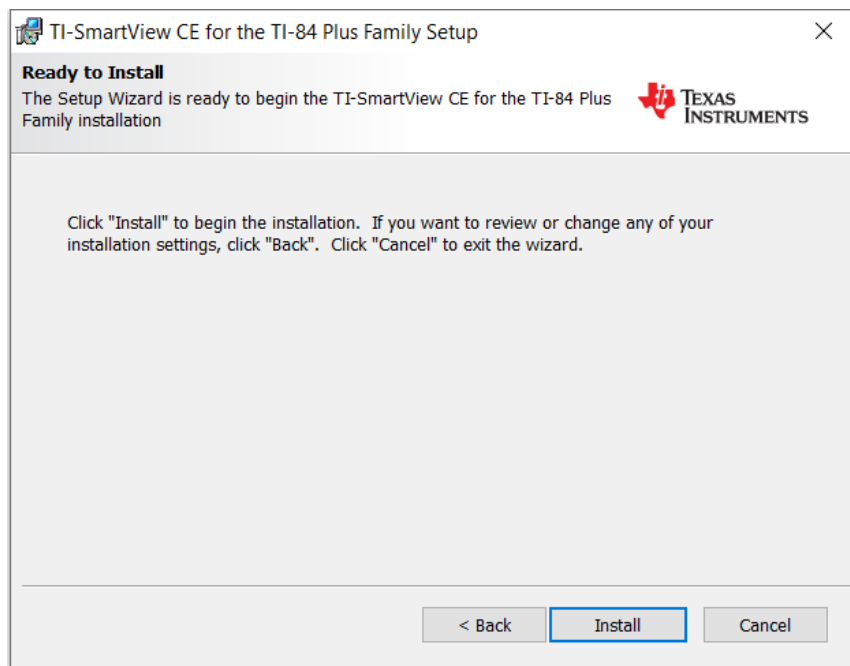 TI-SmartView CE for the TI-84 Plus Family Setup
Ready to Install
The Setup Wizard is ready to begin the TI-SmartView CE for the TI-84 Plus
Family installation
TEXAS
INSTRUMENTS
Click "Install" to begin the installation.  If you want to review or change any of your
installation settings, click "Back".  Click "Cancel" to exit the wizard.
< Back
Install
Cancel